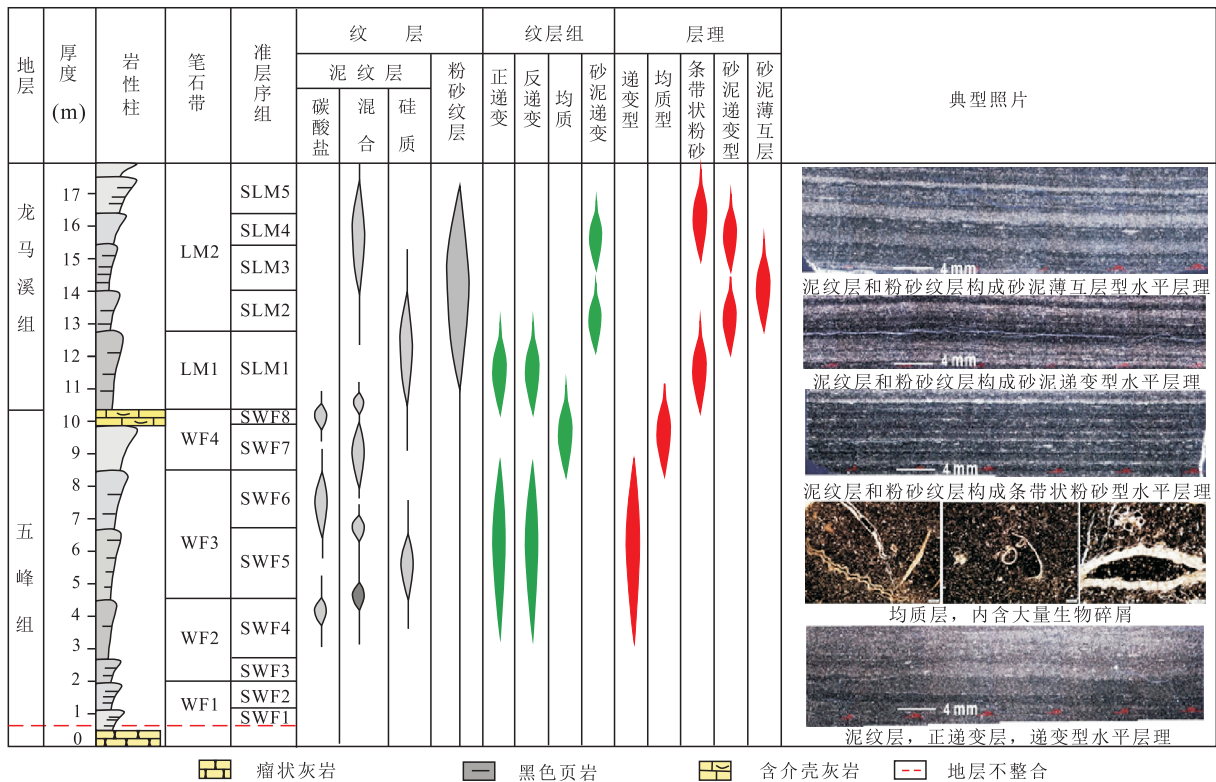 地层
厚度
(m)
岩性柱
笔石带
准层序组
纹 层
纹层组
层理
典型照片
泥纹层
粉砂纹层
碳酸盐
混合
硅质
正递变
反递变
均质
砂泥递变
递变型
均质型
条带状粉砂
砂泥递变型
砂泥薄互层
龙马溪组
五峰组
17
16
15
14
13
12
11
10
9
8
7
6
5
4
3
2
1
0
LM2
LM1
WF4
WF3
WF2
WF1
SLM5
SLM4
SLM3
SLM2
SLM1
SWF8
SWF7
SWF6
SWF5
SWF4
SWF3
SWF2
SWF1
4mm
泥纹层和粉砂纹层构成砂泥薄互层型水平层理
4mm
泥纹层和粉砂纹层构成砂泥递变型水平层理
4mm
泥纹层和粉砂纹层构成条带状粉砂型水平层理
均质层，内含大量生物碎屑
4mm
泥纹层，正递变层，递变型水平层理
瘤状灰岩
黑色页岩
含介壳灰岩
地层不整合